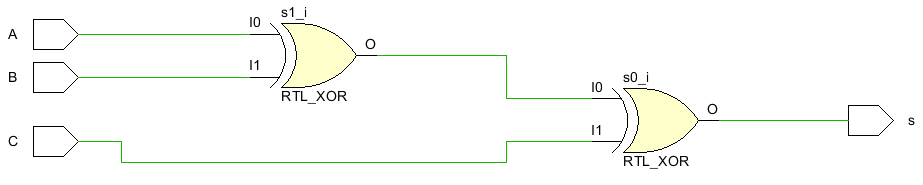 s1_i
A
I0
O
B
I1
RTL_XOR
s0_i
I0
O
s
C
I1
RTL_XOR